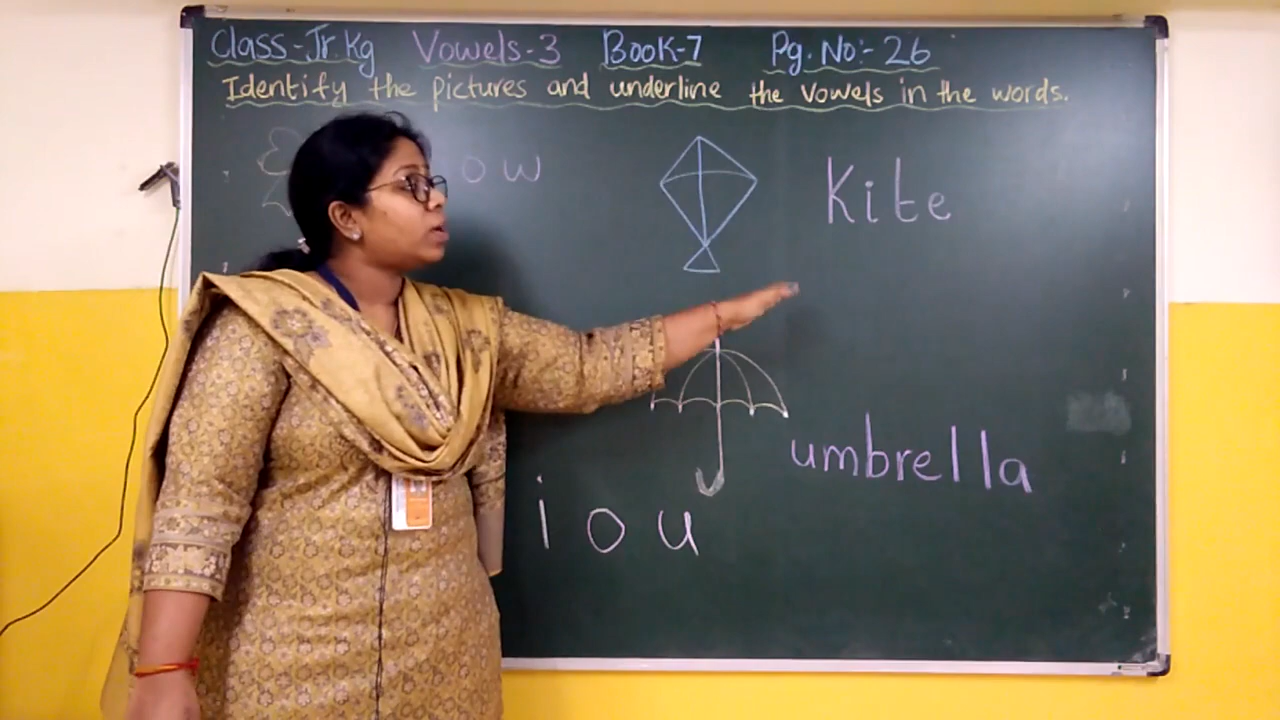 Class-Jr.Kg Vowels-3 Book-7 Pg.No:-26
Identify the pictures and underline the vowels in the words.
ow
Kite
umbrella
i o u